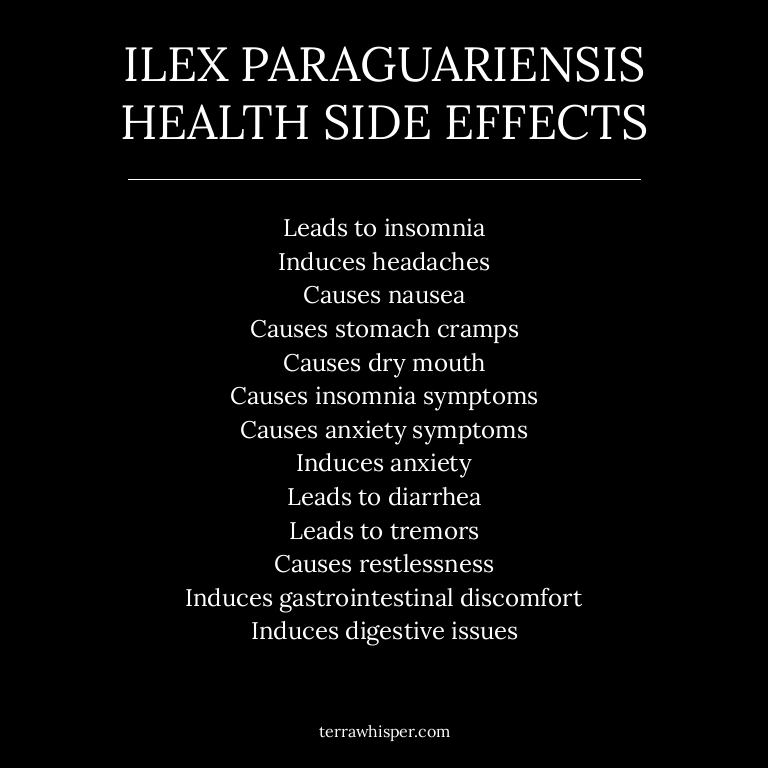 ILEX PARAGUARIENSIS
HEALTH SIDE EFFECTS
Leads to insomnia
Induces headaches
Causes nausea
Causes stomach cramps
Causes dry mouth
Causes insomnia symptoms
Causes anxiety symptoms
Induces anxiety
Leads to diarrhea
Leads to tremors
Causes restlessness
Induces gastrointestinal discomfort
Induces digestive issues
terrawhisper.com